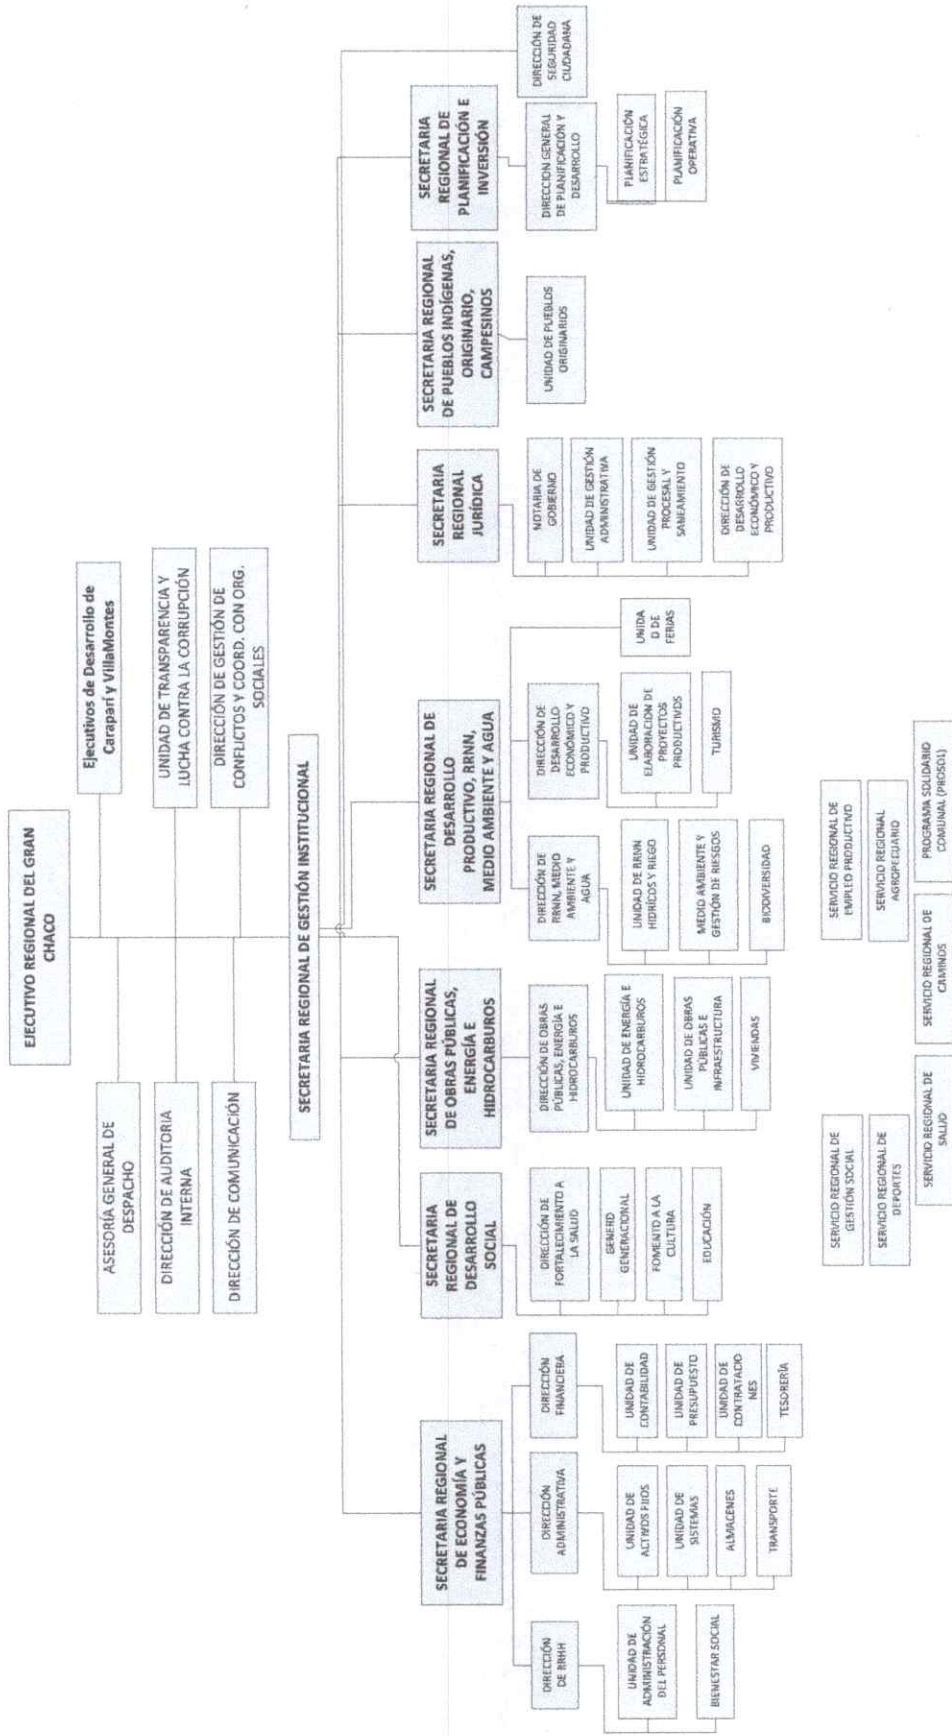 EJECUTIVO REGIONAL DEL GRAN
CHACO
Ejecutivos de Desarrollo de
Caraparí y VillaMontes
ASESORÍA GENERAL DE
DESPACHO
UNIDAD DE TRANSPARENCIA Y
LUCHA CONTRA LA CORRUPCIÓN
DIRECCIÓN DE AUDITORIA
INTERNA
DIRECCIÓN DE GESTIÓN DE
CONFLICTOS Y COORD. CON ORG.
SOCIALES
DIRECCIÓN DE COMUNICACIÓN
SECRETARIA REGIONAL DE GESTIÓN INSTITUCIONAL
SECRETARIA REGIONAL
DE ECONOMÍA Y
FINANZAS PÚBLICAS
DIRECCIÓN
DE RRHH
UNIDAD DE
ADMINISTRACIÓN
DEL PERSONAL
BIENESTAR SOCIAL
DIRECCIÓN
ADMINISTRATIVA
UNIDAD DE
ACTIVOS FIJOS
UNIDAD DE
SISTEMAS
ALMACENES
TRANSPORTE
DIRECCIÓN
FINANCIERA
UNIDAD DE
CONTABILIDAD
UNIDAD DE
PRESUPUESTO
UNIDAD DE
CONTRATACIO
NES
TESORERÍA
SECRETARIA
REGIONAL DE
DESARROLLO
SOCIAL
DIRECCIÓN DE
FORTALECIMIENTO A
LA SALUD
GENERO
GENERACIONAL
FOMENTO A LA
CULTURA
EDUCACIÓN
SECRETARIA REGIONAL
DE OBRAS PÚBLICAS,
ENERGÍA E
HIDROCARBUROS
DIRECCIÓN DE OBRAS
PÚBLICAS, ENERGÍA E
HIDROCARBUROS
UNIDAD DE ENERGÍA E
HIDROCARBUROS
UNIDAD DE OBRAS
PÚBLICAS E
INFRAESTRUCTURA
VIVIENDAS
SECRETARIA REGIONAL DE
DESARROLLO
PRODUCTIVO, RRNN,
MEDIO AMBIENTE Y AGUA
DIRECCIÓN DE
RRNN, MEDIO
AMBIENTE Y
AGUA
UNIDAD DE RRNN
HIDRÍCOS Y RIEGO
MEDIO AMBIENTE Y
GESTIÓN DE RIESGOS
BIODIVERSIDAD
DIRECCIÓN DE
DESARROLLO
ECONÓMICO Y
PRODUCTIVO
UNIDAD DE
ELABORACION DE
PROYECTOS
PRODUCTIVOS
TURISMO
UNIDA
D DE
FERIAS
SECRETARIA
REGIONAL
JURÍDICA
NOTARIA DE
GOBIERNO
UNIDAD DE GESTIÓN
ADMINISTRATIVA
UNIDAD DE GESTIÓN
PROCESAL Y
SANEAMIENTO
DIRECCIÓN DE
DESARROLLO
ECONÓMICO Y
PRODUCTIVO
SECRETARIA REGIONAL
DE PUEBLOS INDÍGENAS,
ORIGINARIO,
CAMPESINOS
UNIDAD DE PUEBLOS
ORIGINARIOS
SECRETARIA
REGIONAL DE
PLANIFICACIÓN E
INVERSIÓN
DIRECCION GENERAL
DE PLANIFICACIÓN Y
DESARROLLO
PLANIFICACIÓN
ESTRATÉGICA
PLANIFICACIÓN
OPERATIVA
DIRECCIÓN DE
SEGURIDAD
CIUDADANA
SERVICIO REGIONAL DE
GESTIÓN SOCIAL
SERVICIO REGIONAL DE
EMPLEO PRODUCTIVO
SERVICIO REGIONAL DE
DEPORTES
SERVICIO REGIONAL
AGROPECUARIO
SERVICIO REGIONAL DE
SALUD
SERVICIO REGIONAL DE
CAMINOS
PROGRAMA SOLIDARIO
COMUNAL (PROSO1)